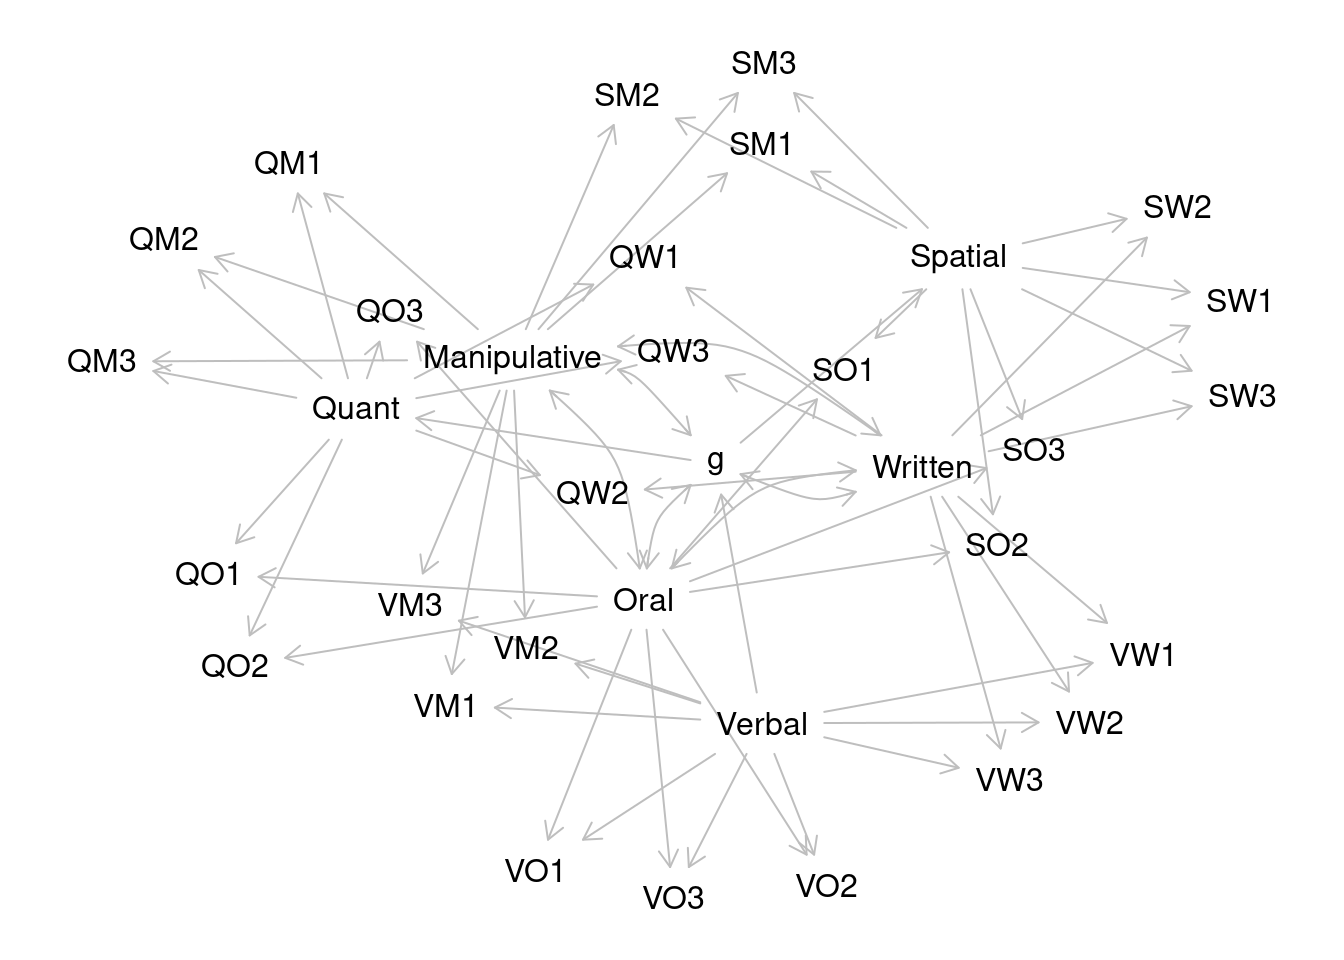 SM3
SM2
SM1
QM1
SW2
QM2
QW1
Spatial
SW1
QO3
QW3
Manipulative
QM3
SO1
SW3
Quant
SO3
g
Written
QW2
SO2
QO1
Oral
VM3
VM2
VW1
QO2
VM1
Verbal
VW2
VW3
VO1
VO2
VO3